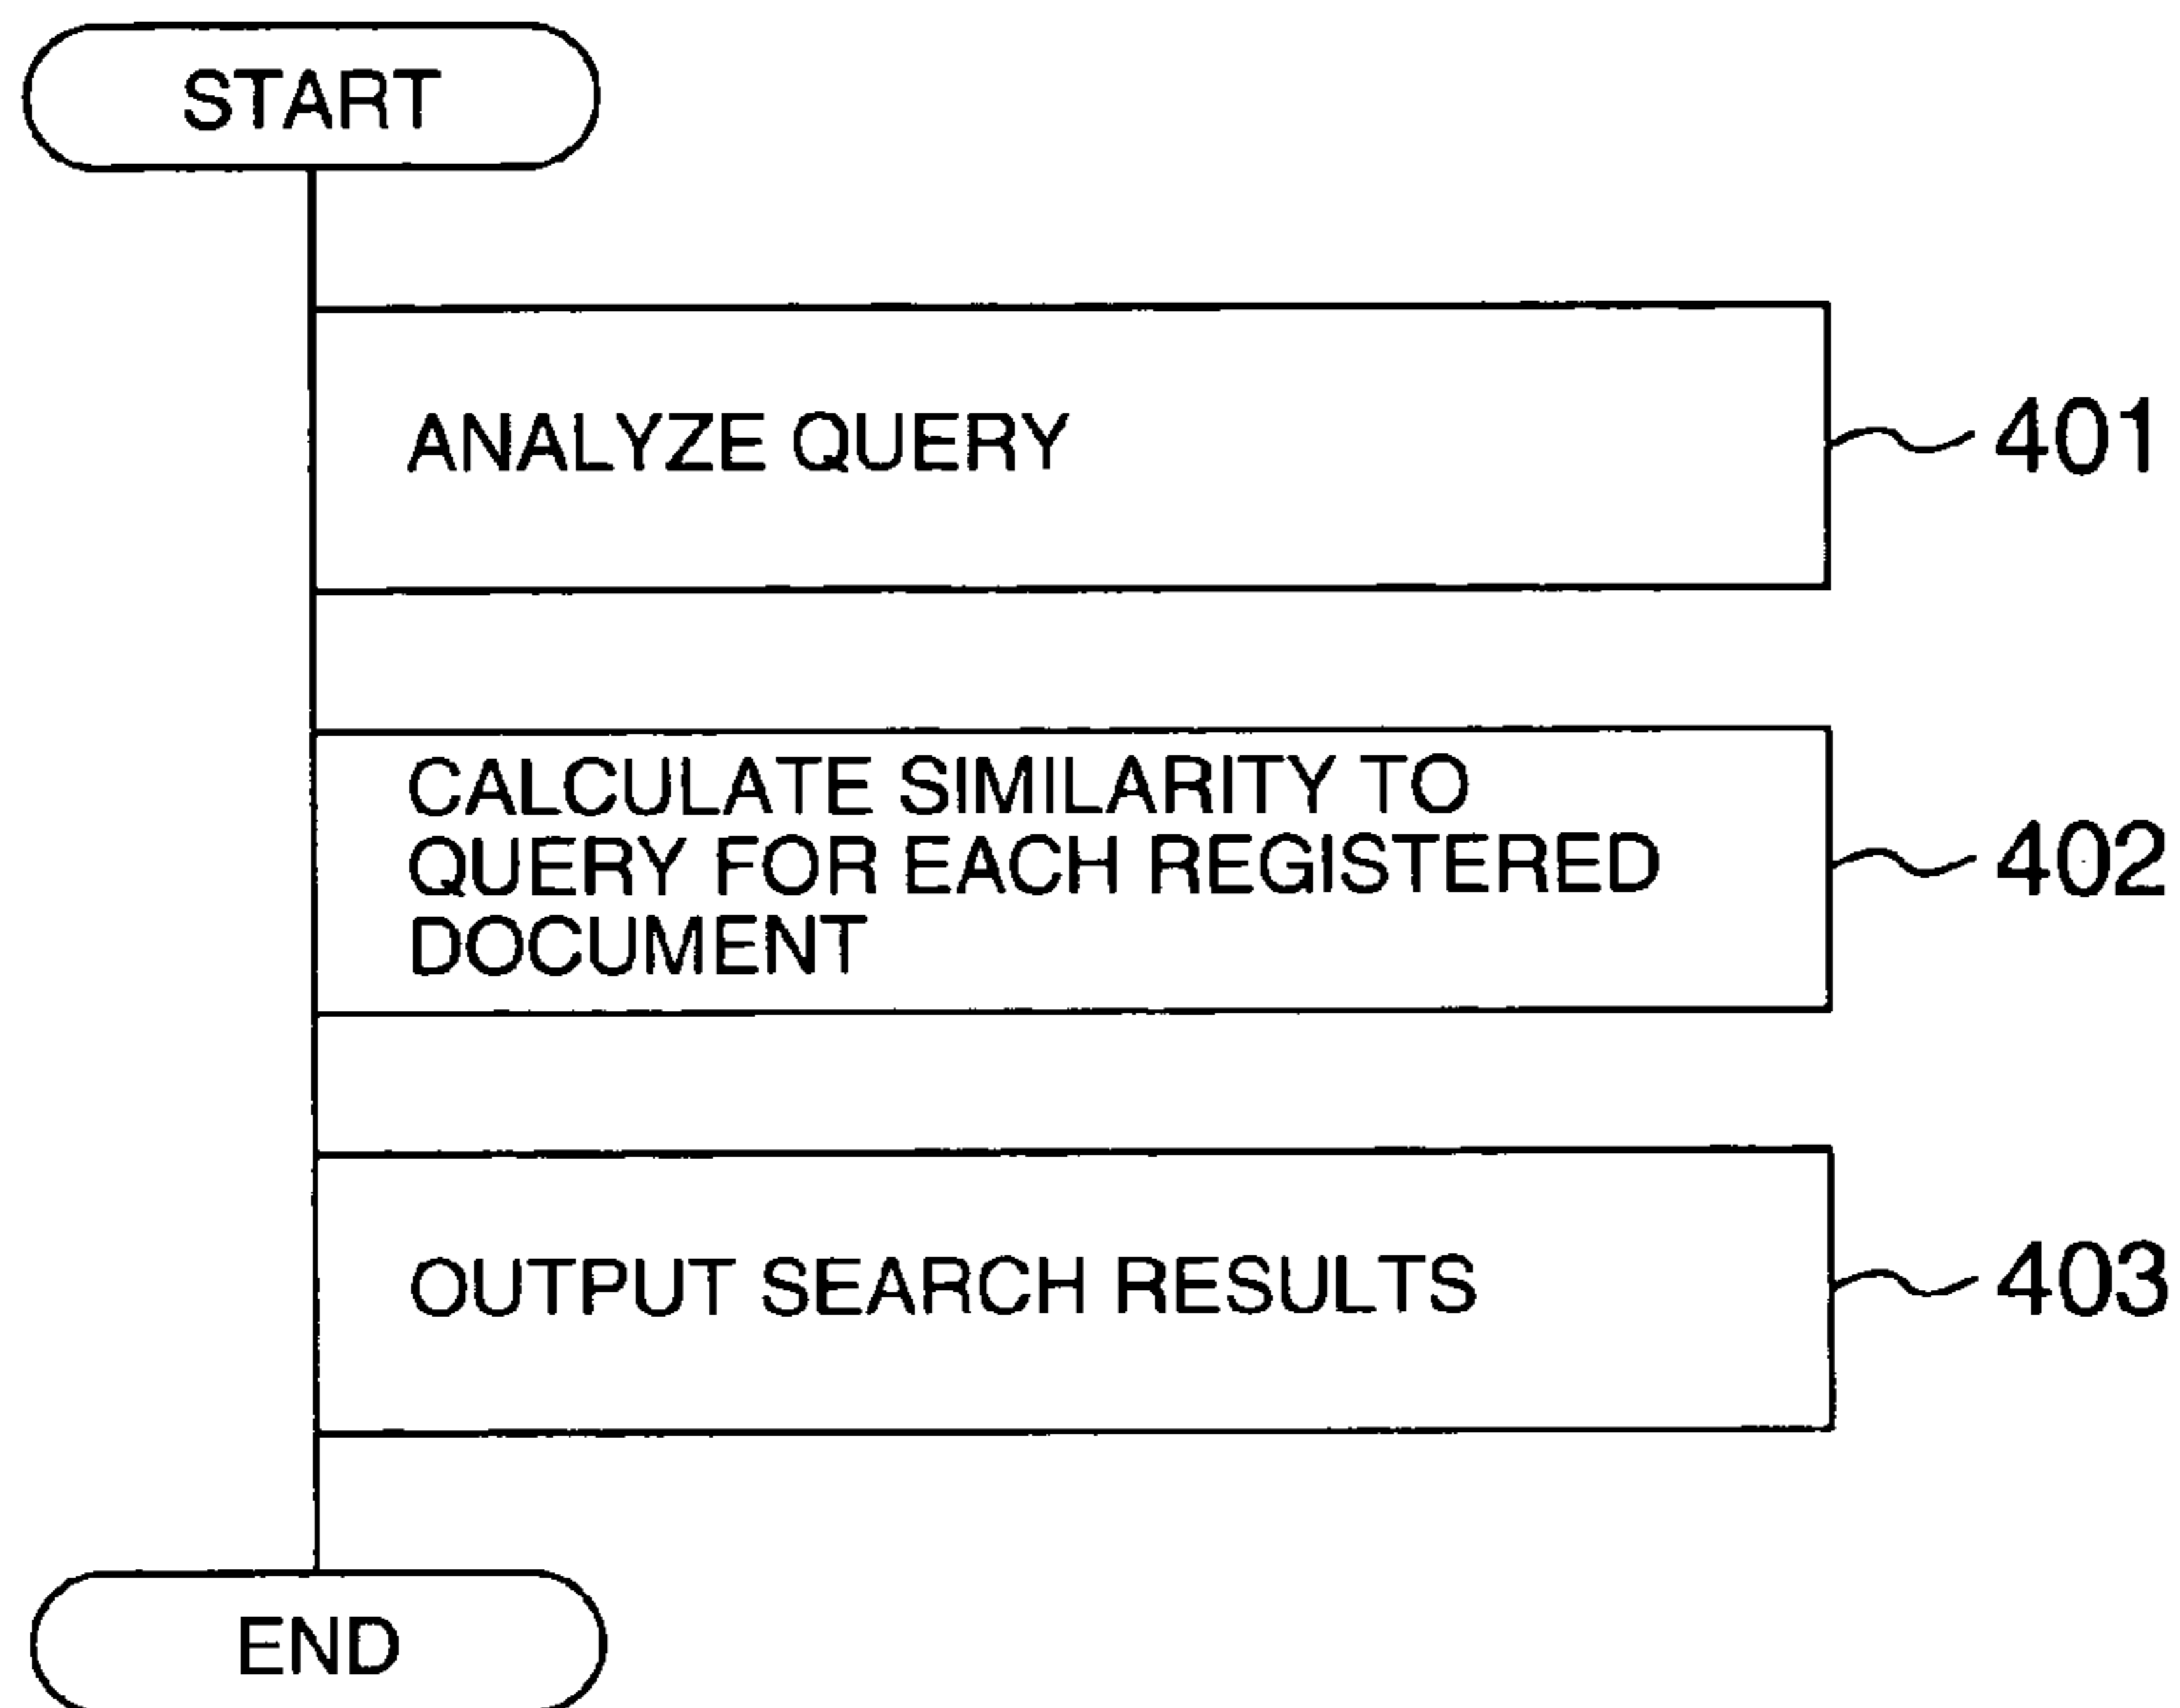 START
ANALYZE QUERY
401
CALCULATE SIMILARITY TO
QUERY FOR EACH REGISTERED
DOCUMENT
402
OUTPUT SEARCH RESULTS
403
END